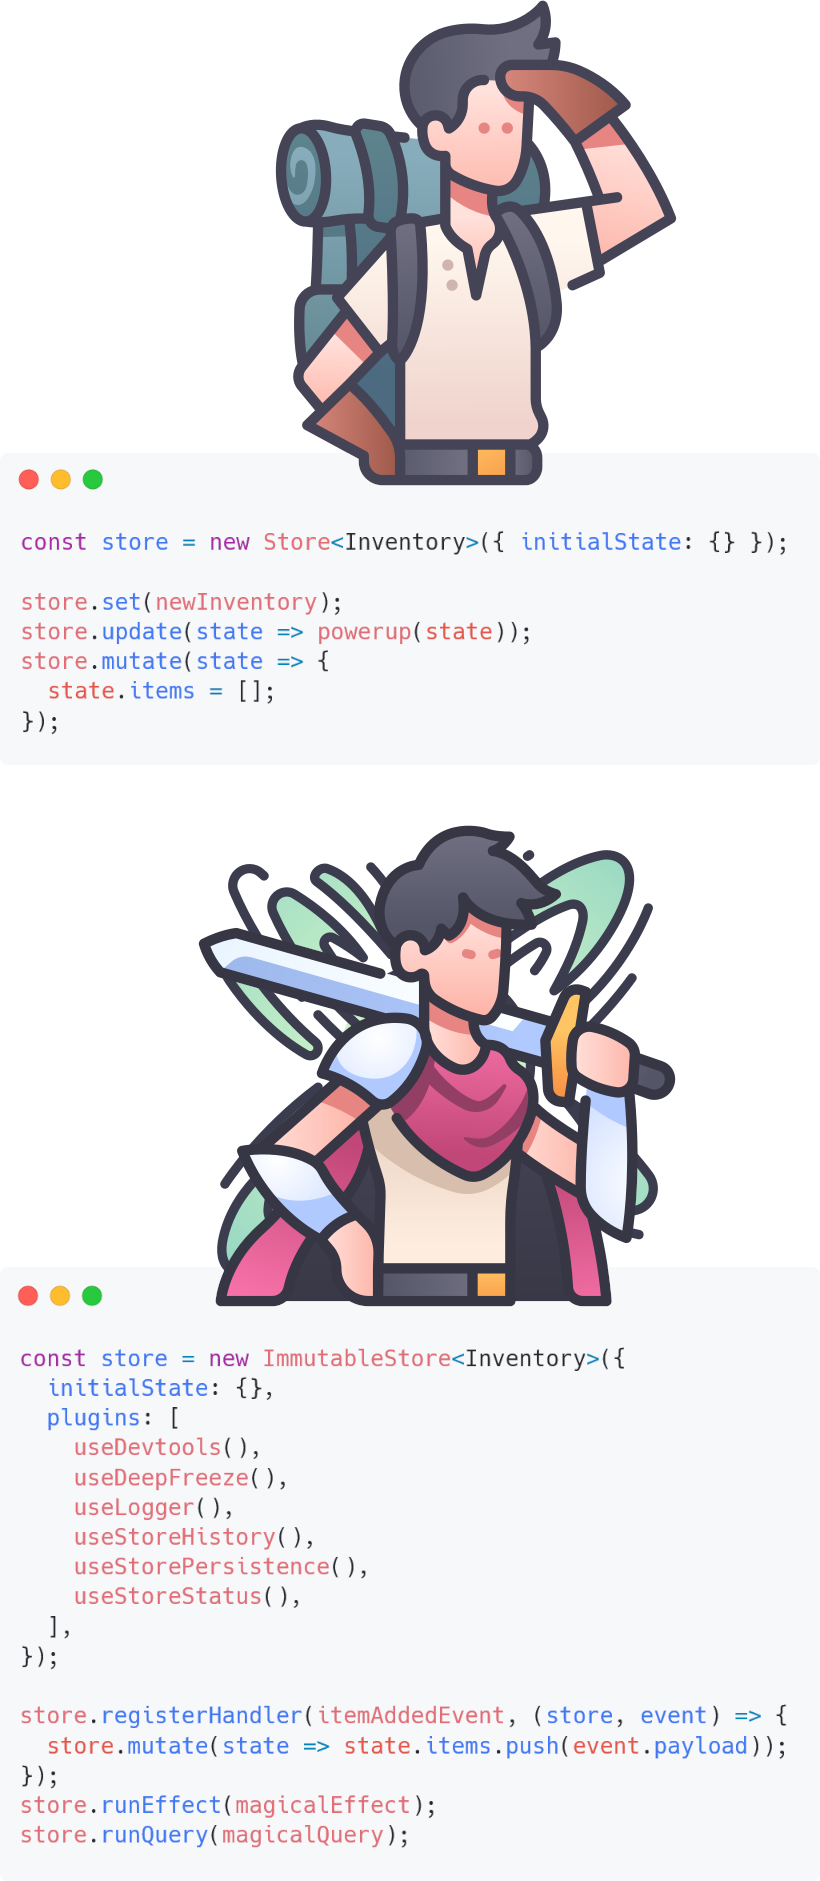 const store = new Store<Inventory>({ initialState: {} });

store.set(newInventory);
store.update(state => powerup(state));
store.mutate(state => {
  state.items = [];
});

const store = new ImmutableStore<Inventory>({
  initialState: {},
  plugins: [
    useDevtools(),
    useDeepFreeze(),
    useLogger(),
    useStoreHistory(),
    useStorePersistence(),
    useStoreStatus(),
  ],
});

store.registerHandler(itemAddedEvent, (store, event) => {
  store.mutate(state => state.items.push(event.payload));
});
store.runEffect(magicalEffect);
store.runQuery(magicalQuery);